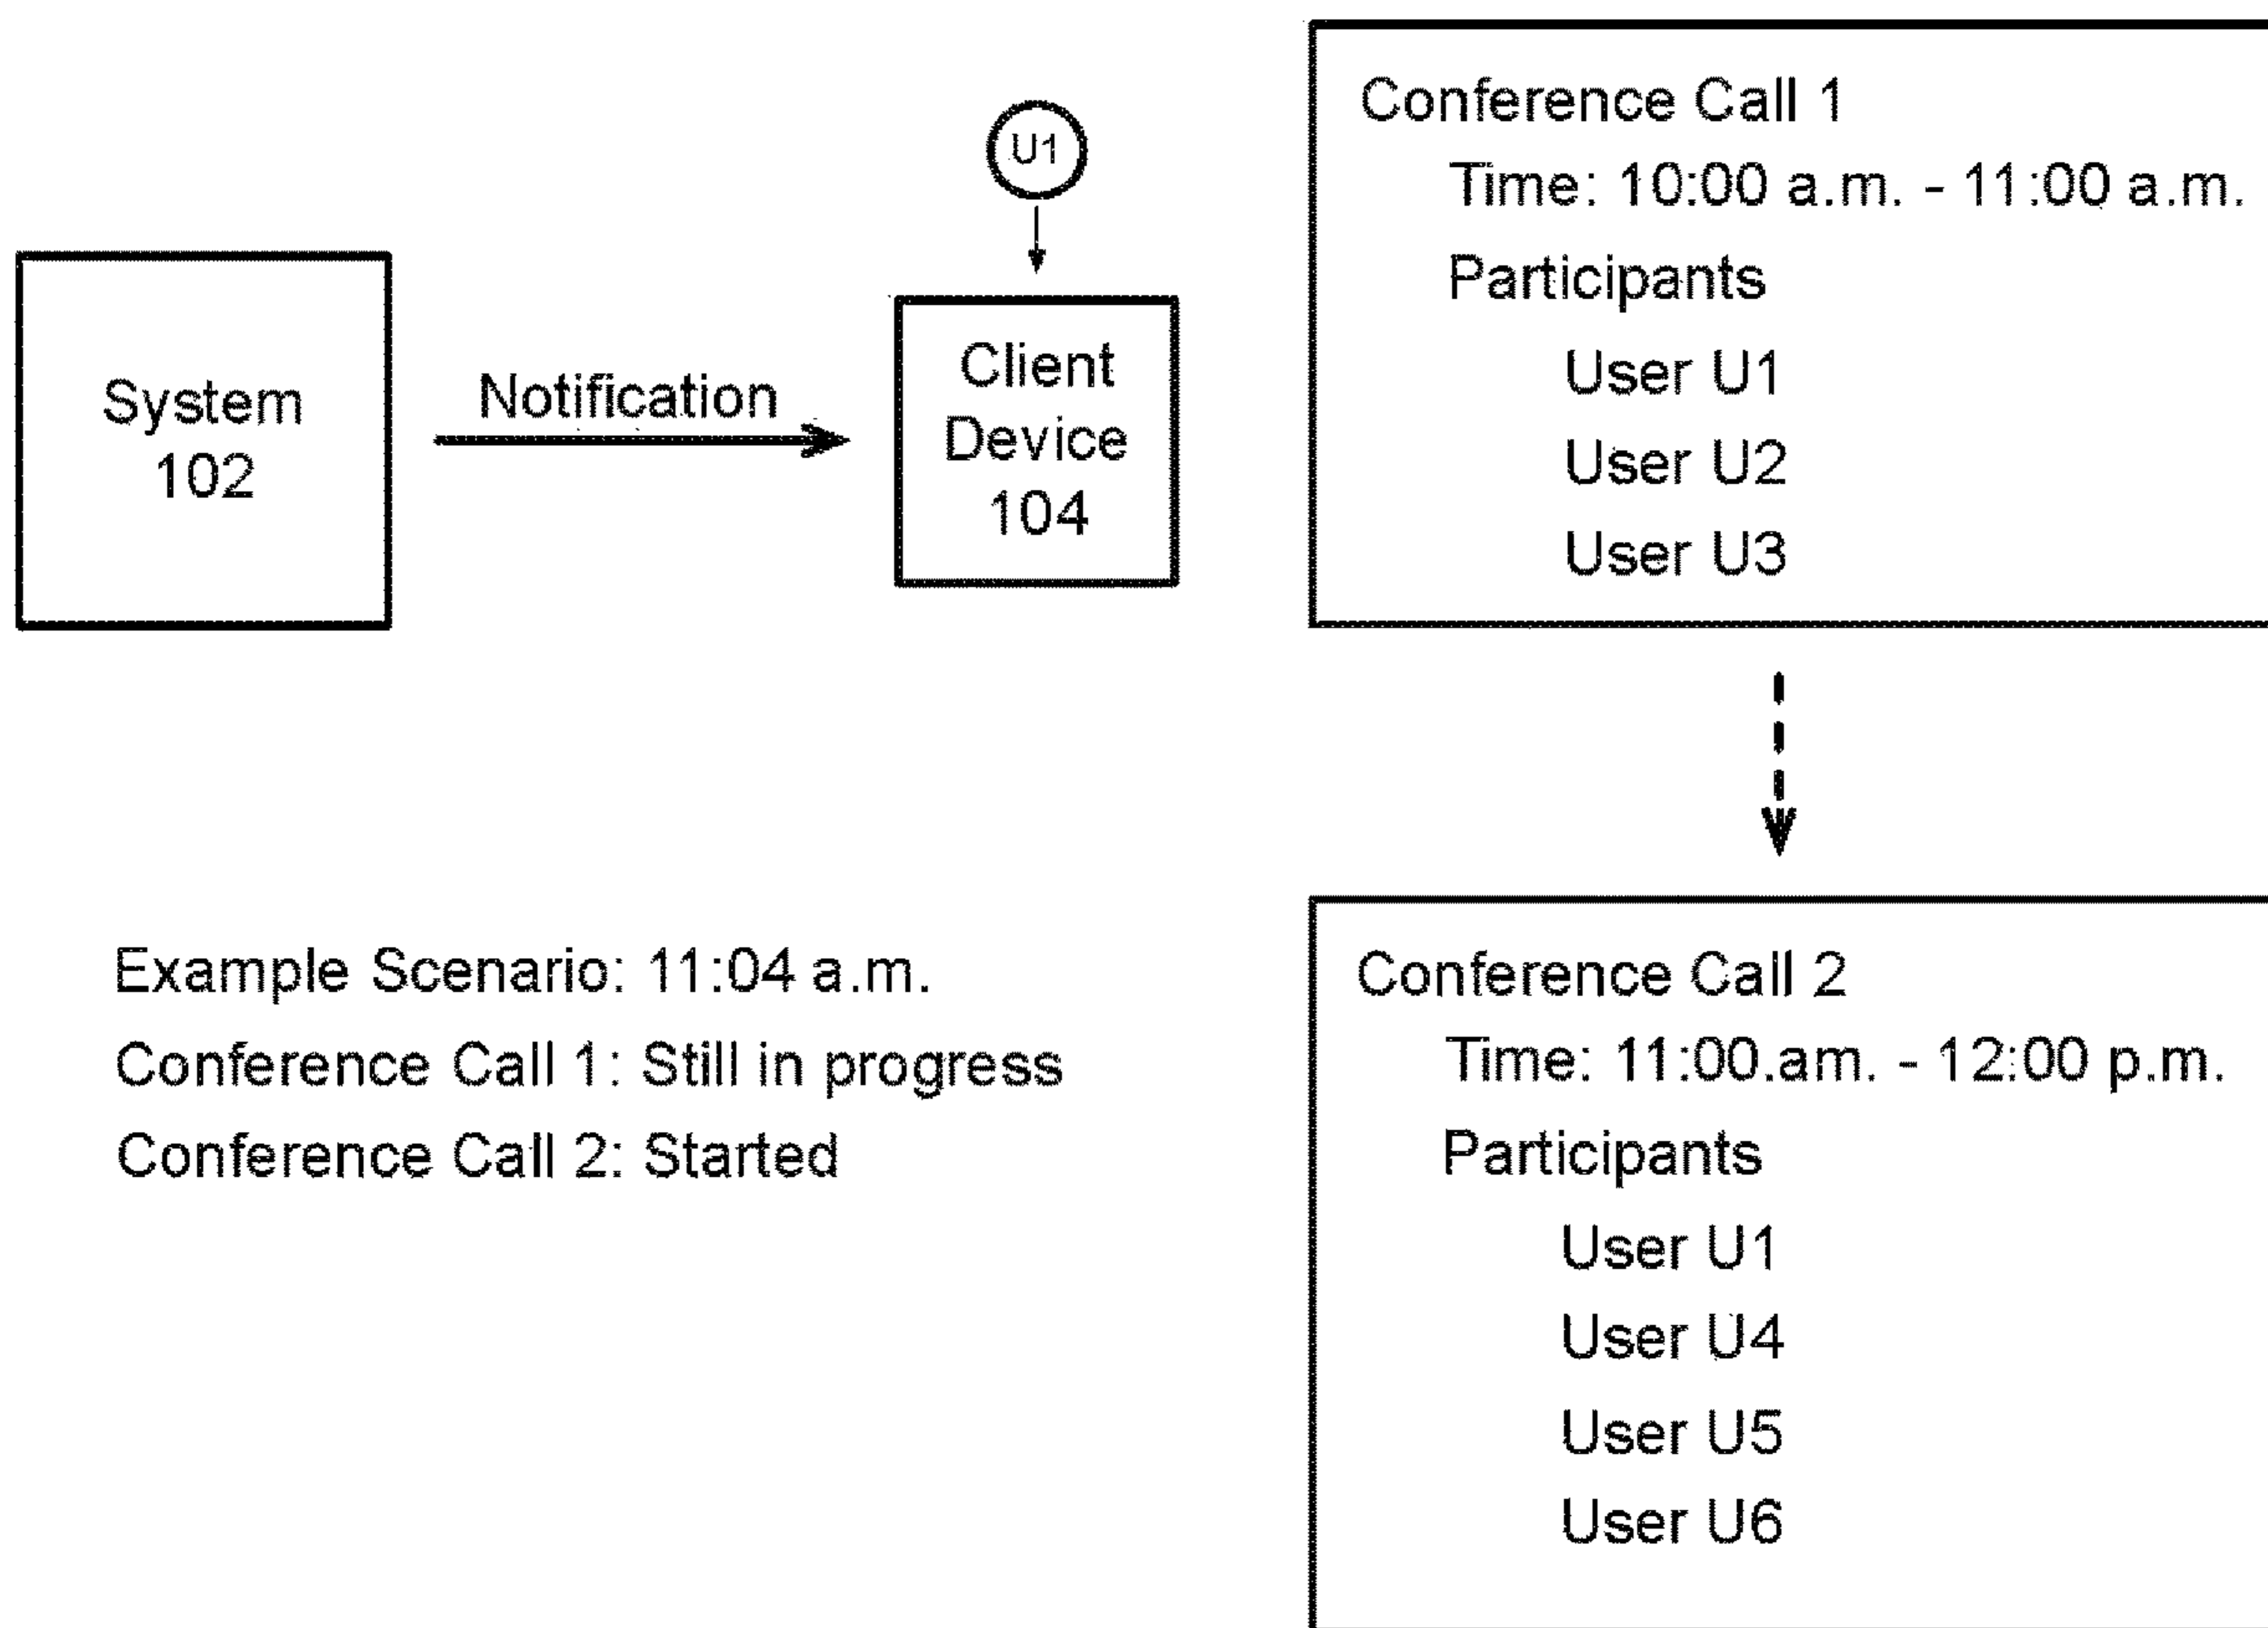 U1
System
102
Notification
Client
Device
104
Conference Call 1
Time: 10:00 a.m. - 11:00 a.m.
Participants
User U1
User U2
User U3
Example Scenario: 11:04 a.m.
Conference Call 1: Still in progress
Conference Call 2: Started
Conference Call 2
Time: 11:00.am. - 12:00 p.m.
Participants
User U1
User U4
User U5
User U6